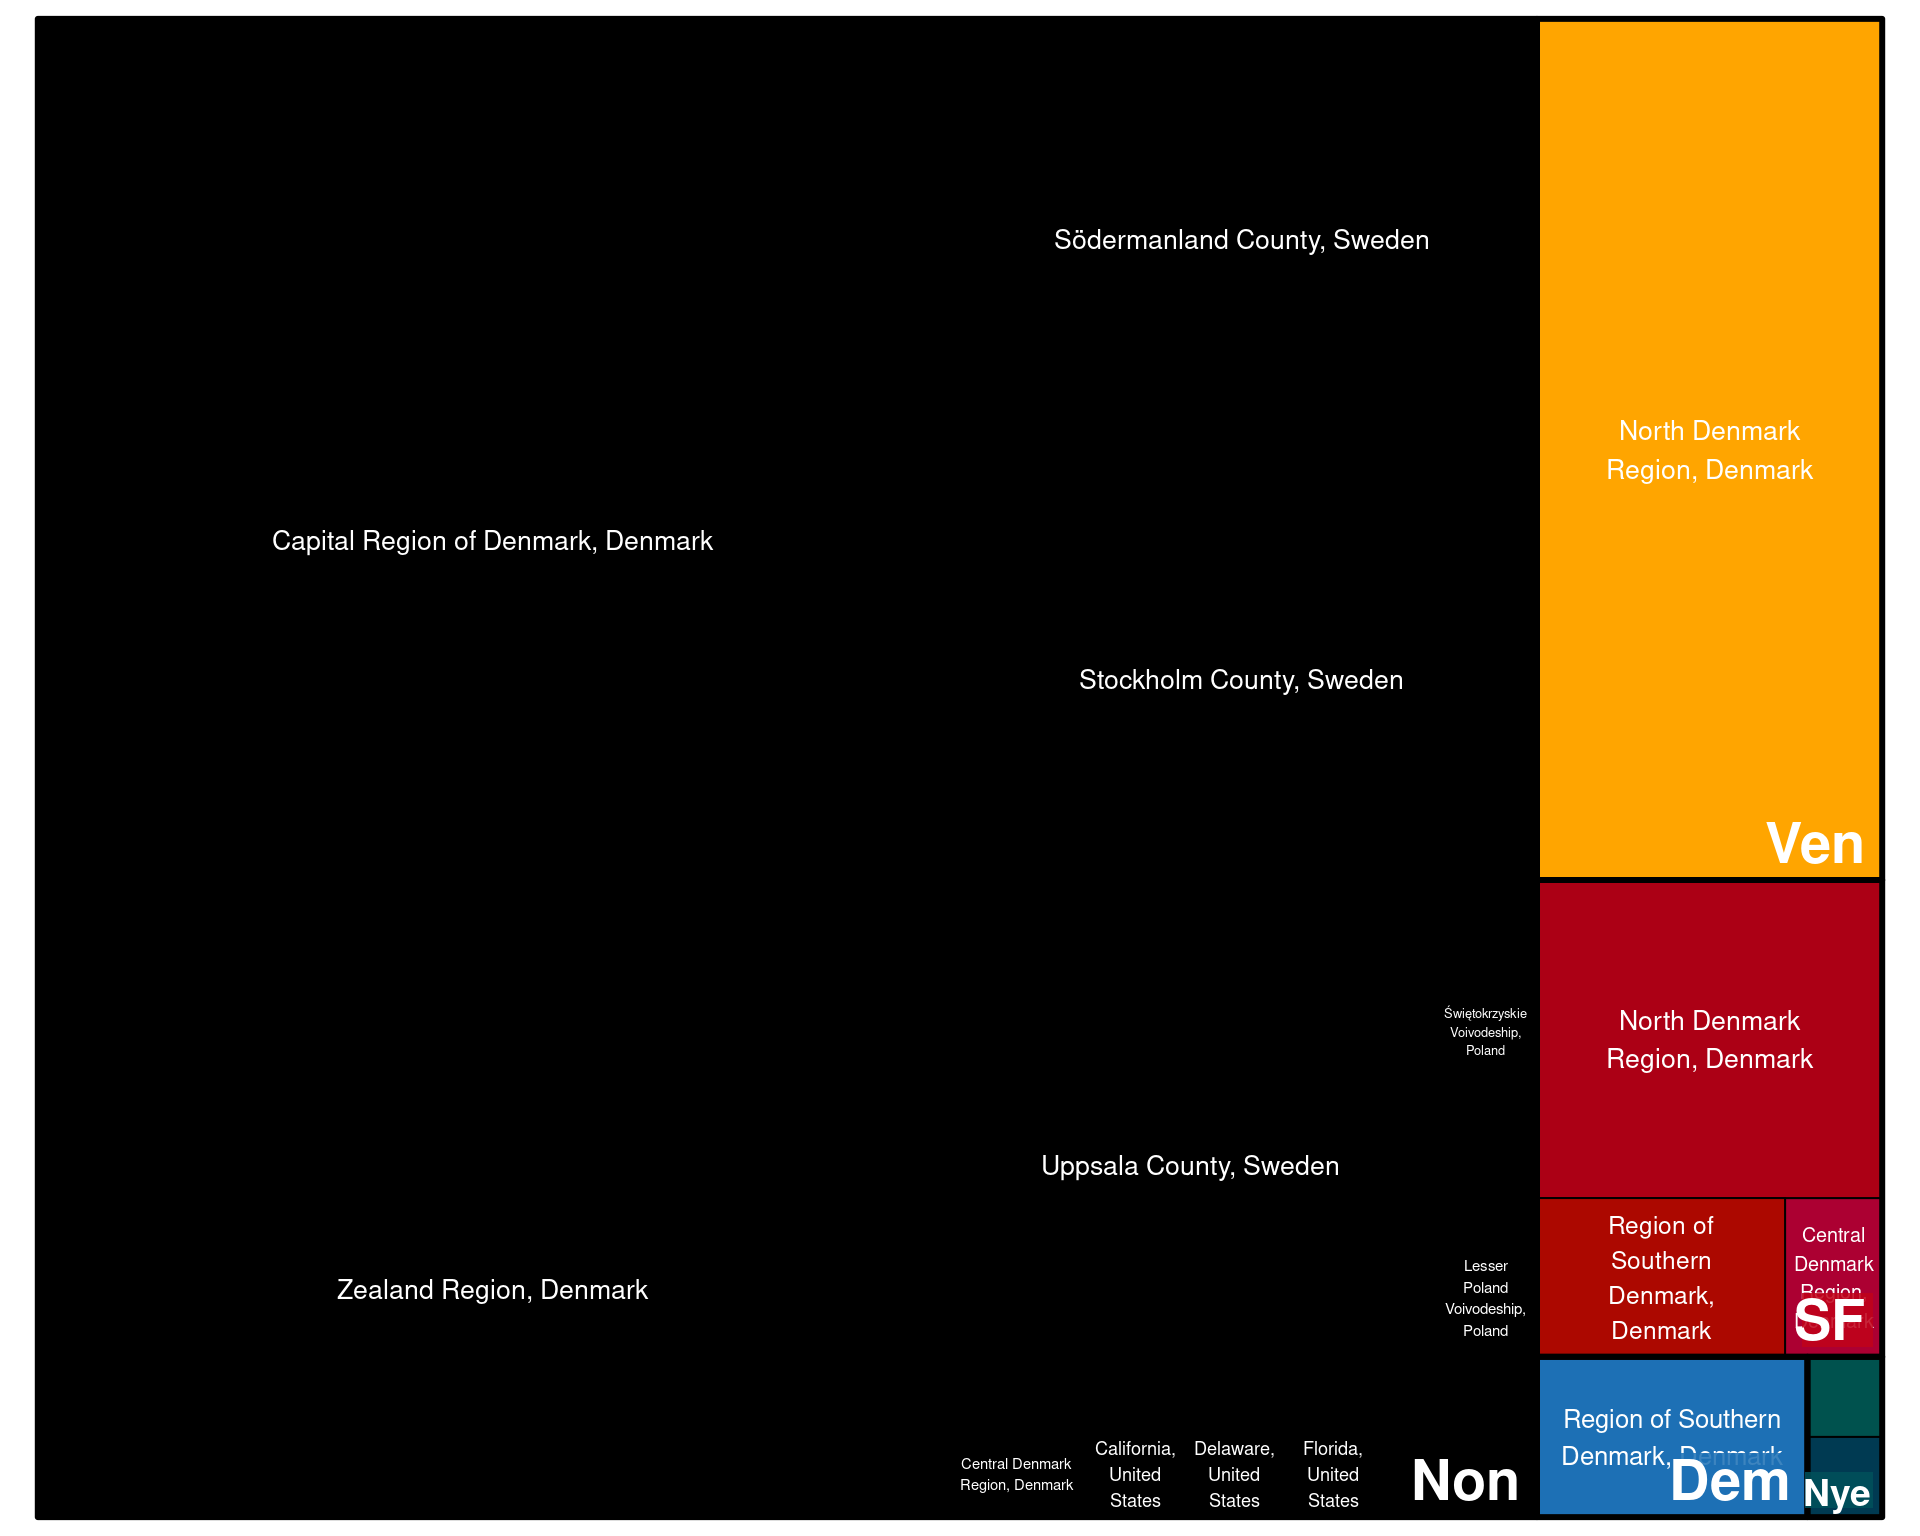 Södermanland County, Sweden
Capital Region of Denmark, Denmark
Stockholm County, Sweden
Świętokrzyskie
Voivodeship,
Poland
Uppsala County, Sweden
Zealand Region, Denmark
Lesser
Poland
Voivodeship,
Poland
Central Denmark
Region, Denmark
California,
United
States
Delaware,
United
States
Florida,
United
States
Non
North Denmark
Region, Denmark
Ven
North Denmark
Region, Denmark
Region of
Southern
Denmark,
Denmark
Central
Denmark
Region,
Denmark
SF
Region of Southern
Denmark, Denmark
Dem
Nye